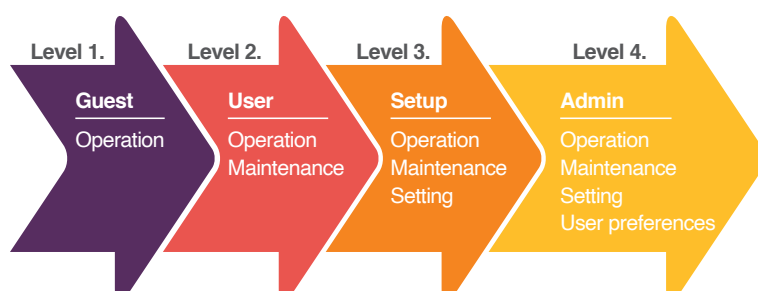 Level 1.
Guest
Operation
Level 2.
User
Operation
Maintenance
Level 3.
Setup
Operation
Maintenance
Setting
Level 4.
Admin
Operation
Maintenance
Setting
User preferences